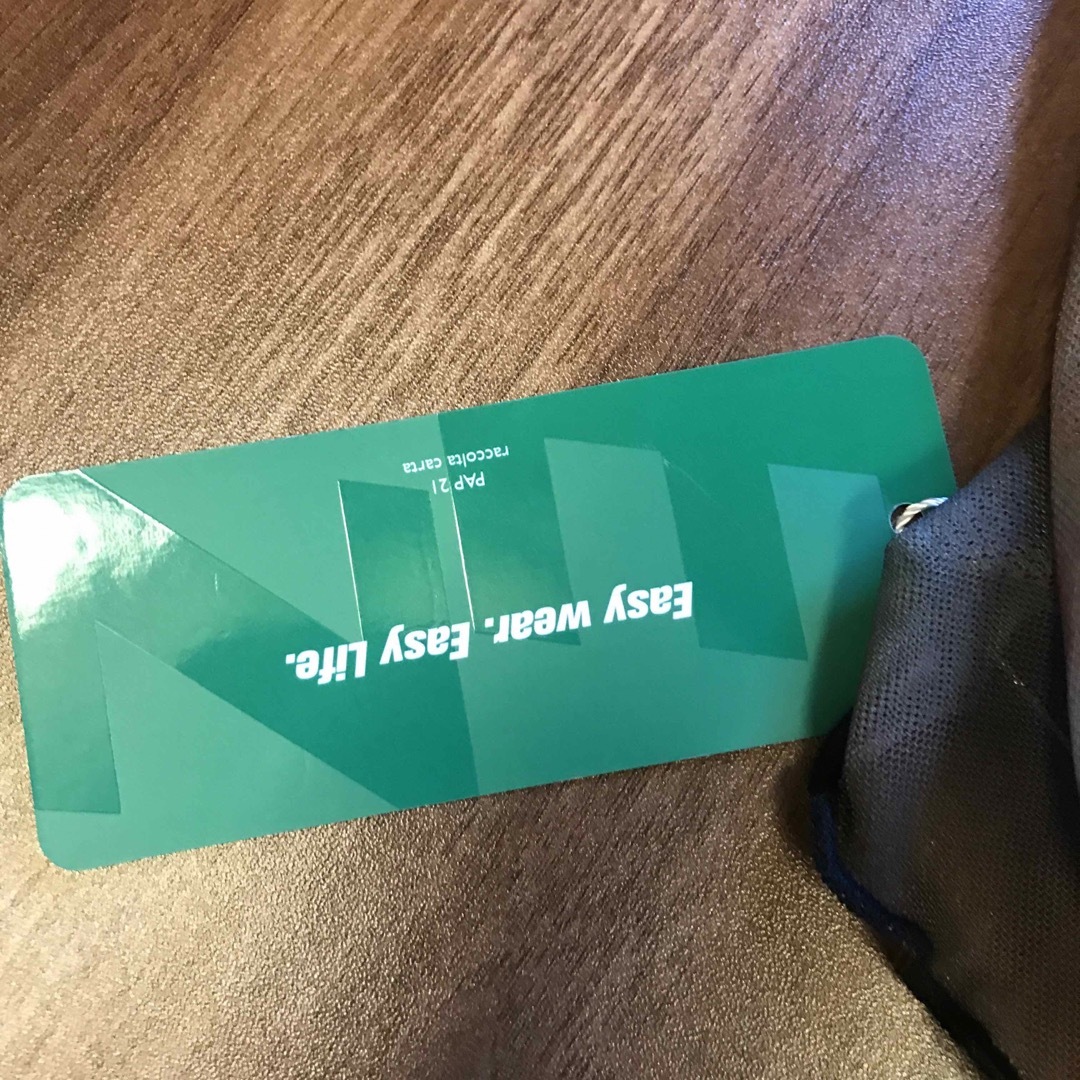 Easy wear. Easy Life.
PAP 21
raccolta carta